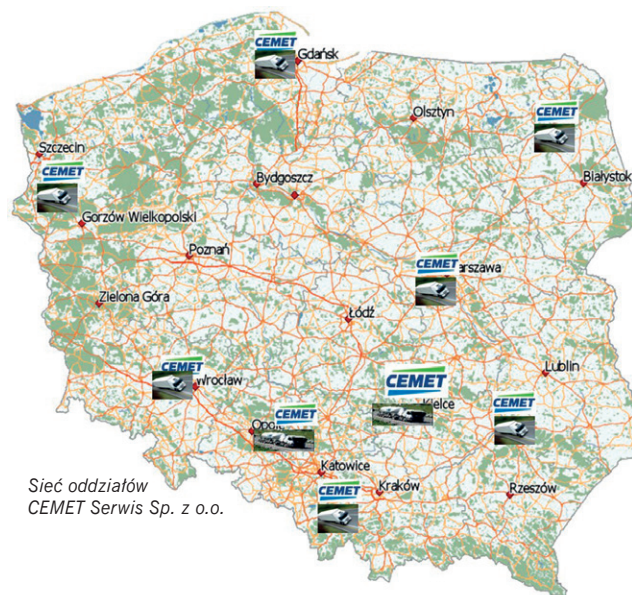 CEMET
Gdańsk
Olsztyn
CEMET
Szczecin
CEMET
Bydgoszcz
Białystok
Gorzów Wielkopolski
Poznań
CEMET
arszawa
Zielona Góra
Łódź
CEMET
Wrocław
Lublin
CEMET
Kielce
CEMET
CEMET
Opole
Katowice
CEMET
Kraków
Rzeszów
Sieć oddziałów
CEMET Serwis Sp. z o.o.